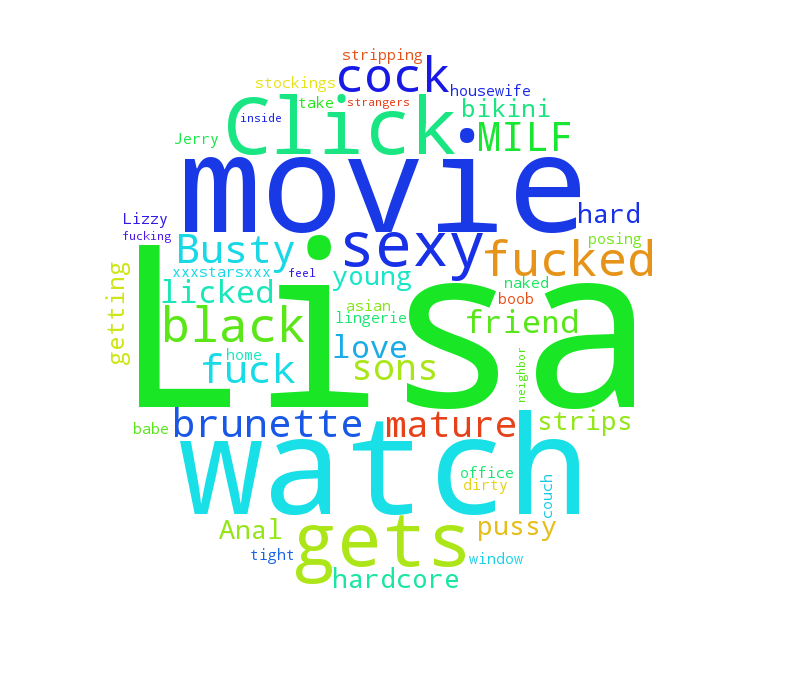 stripping
cock
stockings
housewife
take
strangers
Click
bikini
inside
Jerry
MILF
movie
hard
Lizzy
fucking
Busty
sexy
posing
fucked
xxxstarsxxx
feel
young
naked
getting
licked
boob
asian
lingerie
black
friend
Lisa
love
home
neighbor
fuck
sons
brunette
mature
strips
babe
Watch
office
dirty
couch
Anal
gets
pussy
tight
window
hardcore